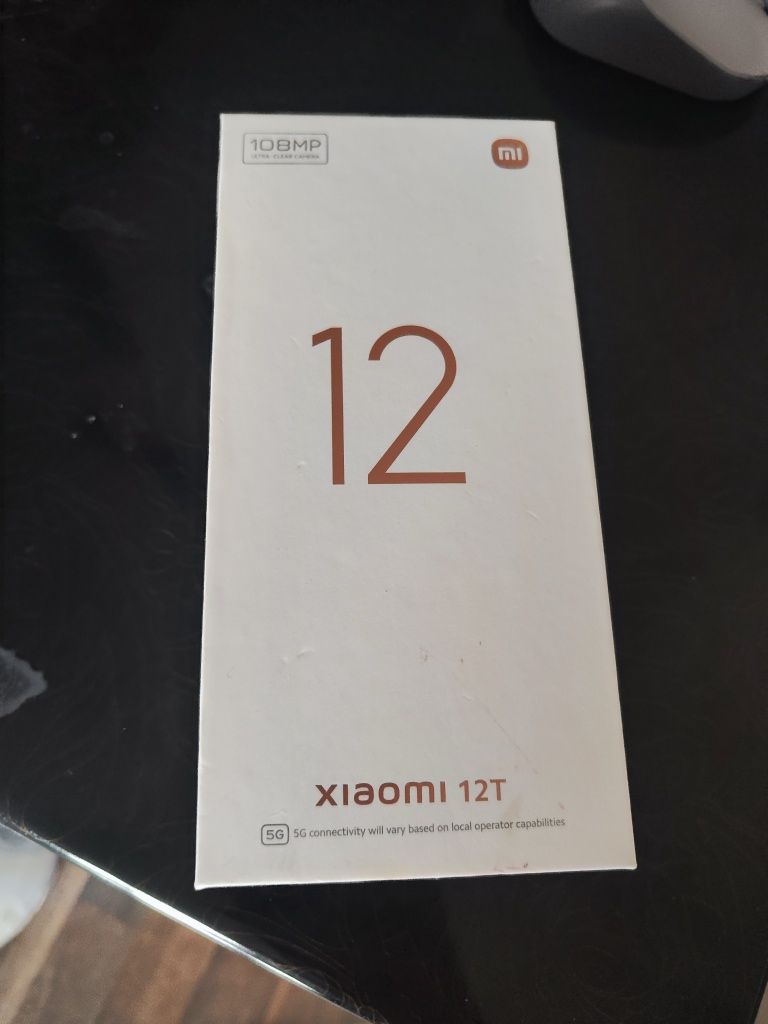 108MP
ULTRA-CLEAR CAMERA
mi
12
xiaomi 12T
5G 5G connectivity will vary based on local operator capabilities